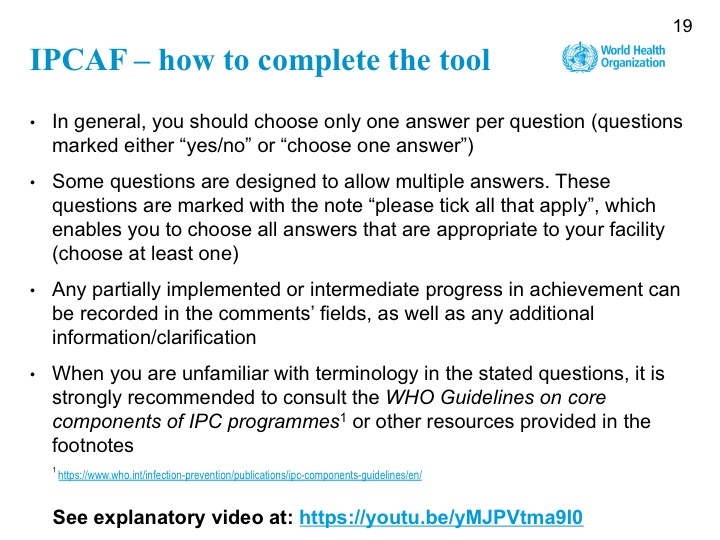 19
IPCAF – how to complete the tool
World Health
Organization
• In general, you should choose only one answer per question (questions
marked either “yes/no” or “choose one answer”)
• Some questions are designed to allow multiple answers. These
questions are marked with the note “please tick all that apply”, which
enables you to choose all answers that are appropriate to your facility
(choose at least one)
• Any partially implemented or intermediate progress in achievement can
be recorded in the comments’ fields, as well as any additional
information/clarification
• When you are unfamiliar with terminology in the stated questions, it is
strongly recommended to consult the WHO Guidelines on core
components of IPC programmes¹ or other resources provided in the
footnotes
¹ https://www.who.int/infection-prevention/publications/ipc-components-guidelines/en/
See explanatory video at: https://youtu.be/yMJPVtma9l0